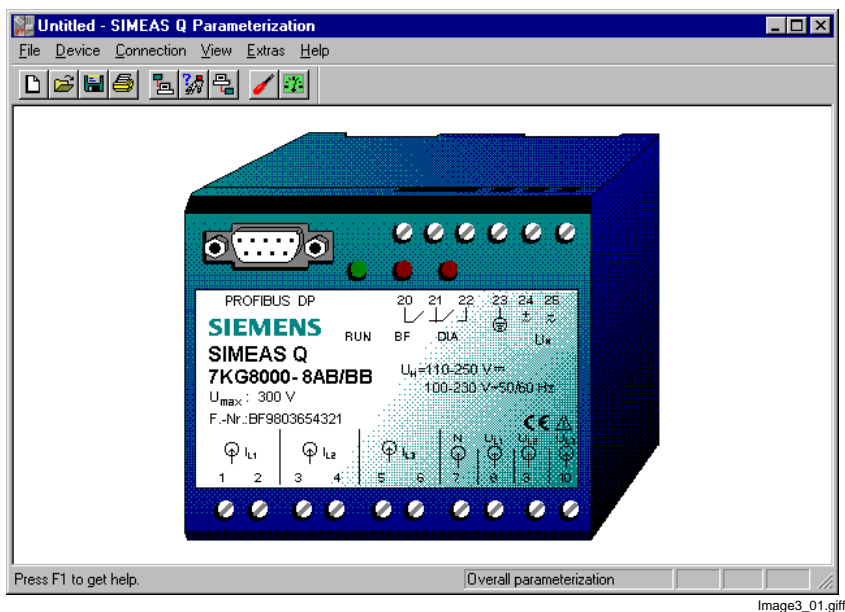 Untitled - SIMEAS Q Parameterization
File Device Connection View Extras Help
PROFIBUS DP 20 21 22 23 24 25
SIEMENS
RUN BF DIA UH
SIMEAS Q
7KG8000- 8AB/BB
UH=110-250 V
100-230 V~50/60 Hz
Umax : 300 V
F.-Nr.:BF9803654321
CE
IL1 IL2 IL3 N UL1 UL2 UL3
1 2 3 4 5 6 7 8 9 10
Press F1 to get help. Overall parameterization
Image3_01.giff